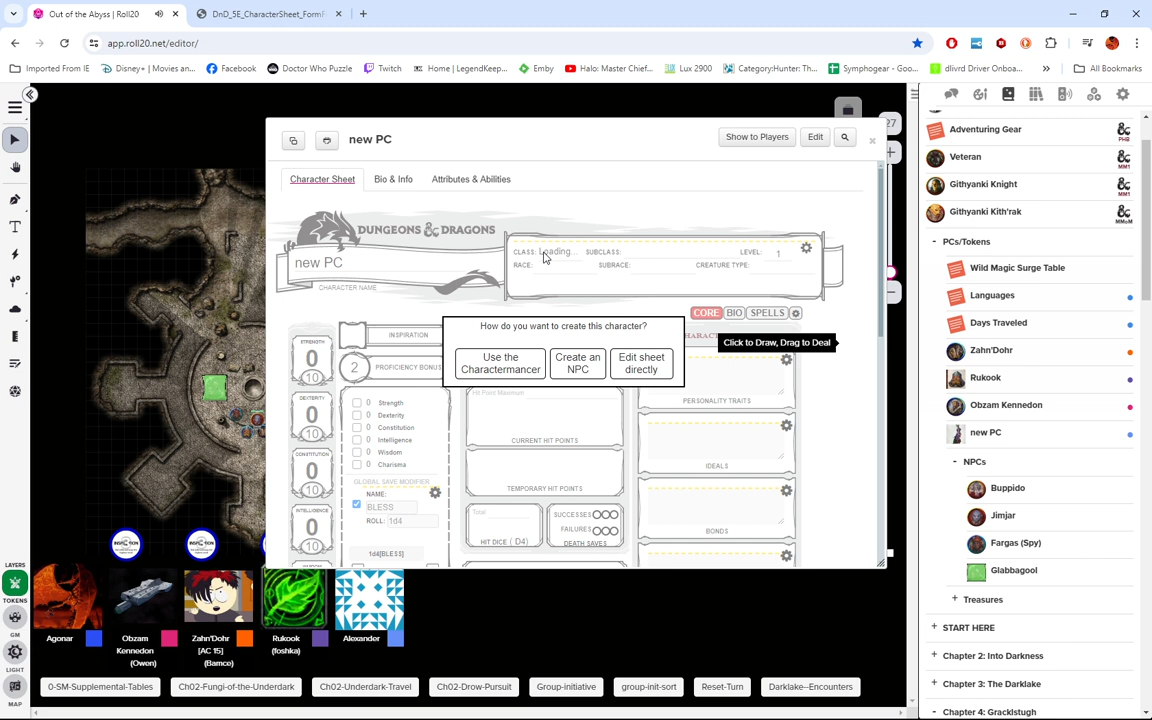 Out of the Abyss | Roll20
DnD_5E_CharacterSheet_FormF
app.roll20.net/editor/
Imported From IE
Disney+ | Movies an...
Facebook
Doctor Who Puzzle
Twitch
Home | LegendKeep...
Emby
Halo: Master Chief...
Lux 2900
Category:Hunter: Th...
Symphogear - Goo...
dlivrd Driver Onboa...
All Bookmarks
new PC
Show to Players
Edit
Character Sheet
Bio & Info
Attributes & Abilities
DUNGEONS & DRAGONS
new PC
CHARACTER NAME
CLASS: Loading... SUBCLASS: LEVEL: 1
RACE: SUBRACE: CREATURE TYPE:
CORE BIO SPELLS
How do you want to create this character?
Use the Charactermancer
Create an NPC
Edit sheet directly
Click to Draw, Drag to Deal
STRENGTH
0
10
DEXTERITY
0
10
CONSTITUTION
0
10
INTELLIGENCE
0
10
INSPIRATION
2 PROFICIENCY BONUS
0 Strength
0 Dexterity
0 Constitution
0 Intelligence
0 Wisdom
0 Charisma
GLOBAL SAVE MODIFIER
NAME:
BLESS
ROLL: 1d4
1d4[BLESS]
Hit Point Maximum
CURRENT HIT POINTS
TEMPORARY HIT POINTS
Total
HIT DICE ( D4)
SUCCESSES
FAILURES
DEATH SAVES
PERSONALITY TRAITS
IDEALS
BONDS
27
Adventuring Gear
PHB
Veteran
MM1
Githyanki Knight
MM1
Githyanki Kith'rak
MMoM
PCs/Tokens
Wild Magic Surge Table
Languages
Days Traveled
Zahn'Dohr
Rukook
Obzam Kennedon
new PC
NPCs
Buppido
Jimjar
Fargas (Spy)
Glabbagool
Treasures
START HERE
Chapter 2: Into Darkness
Chapter 3: The Darklake
Chapter 4: Gracklstugh
LAYERS
TOKENS
GM
LIGHT
MAP
Agonar
Obzam Kennedon (Owen)
Zahn'Dohr [AC 15] (Bamce)
Rukook (foshka)
Alexander
0-SM-Supplemental-Tables
Ch02-Fungi-of-the-Underdark
Ch02-Underdark-Travel
Ch02-Drow-Pursuit
Group-initiative
group-init-sort
Reset-Turn
Darklake--Encounters